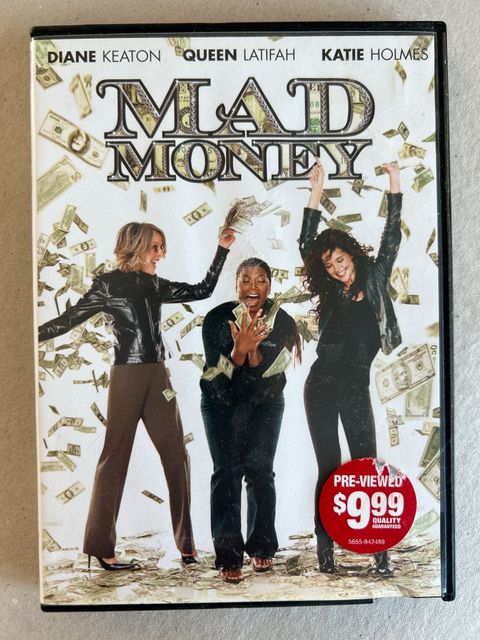 DIANE KEATON QUEEN LATIFAH KATIE HOLMES
MAD
MONEY
PRE-VIEWED
$9.99
QUALITY
GUARANTEED
5655-842489